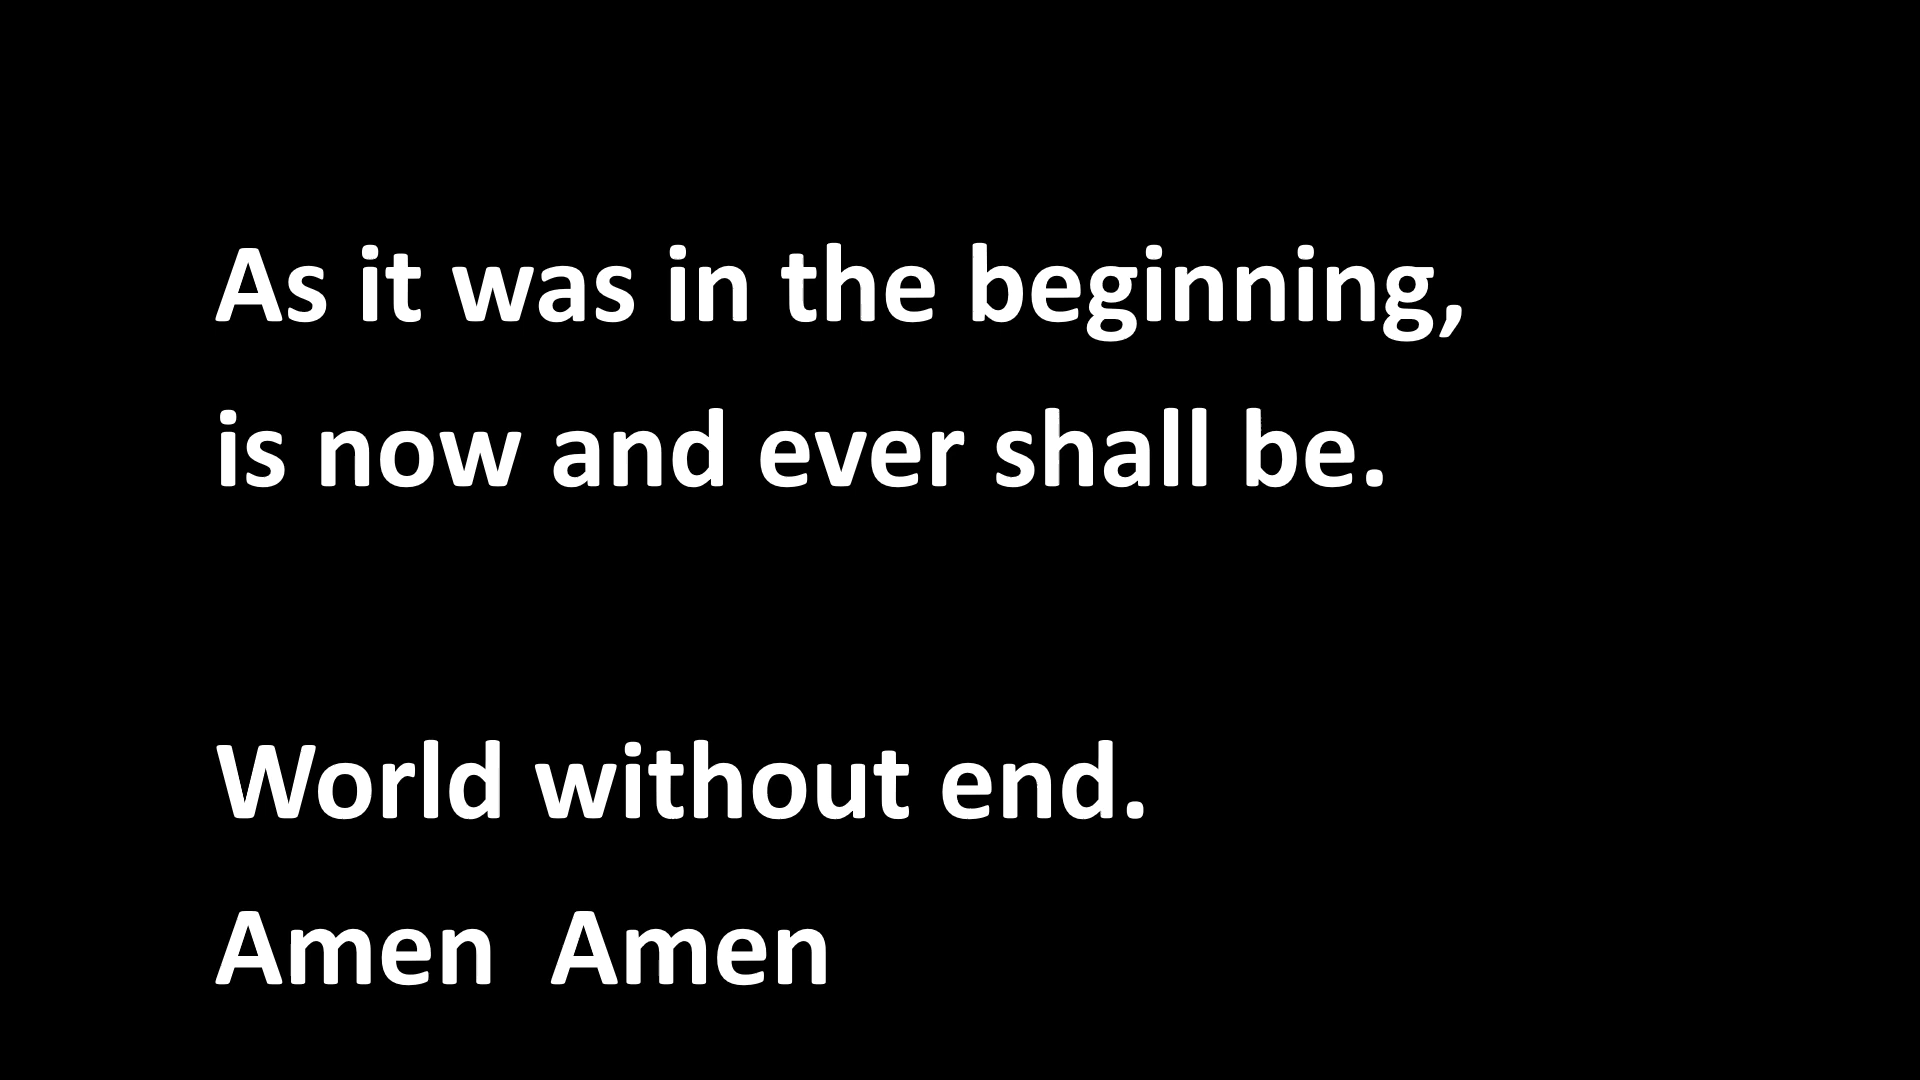 As it was in the beginning,
is now and ever shall be.
World without end.
Amen  Amen